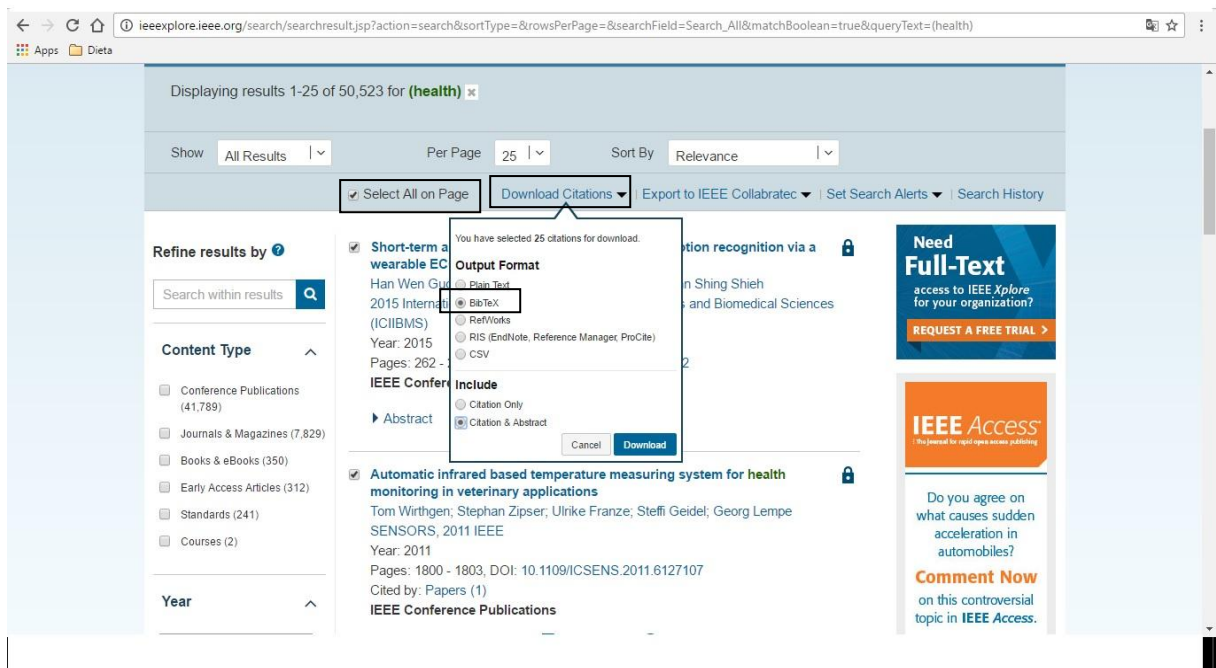 ieeexplore.ieee.org/search/searchresult.jsp?action=search&sortType=&rowsPerPage=&searchField=Search_All&matchBoolean=true&queryText=(health)
Apps Dieta
Displaying results 1-25 of 50,523 for (health) x
Show All Results Per Page 25 Sort By Relevance
Select All on Page Download Citations | Export to IEEE Collabratec | Set Search Alerts | Search History
Refine results by ?
Search within results
Content Type
Conference Publications
(41,789)
Journals & Magazines (7,829)
Books & eBooks (350)
Early Access Articles (312)
Standards (241)
Courses (2)
Year
Short-term a
ption recognition via a
wearable EC
Han Wen Guo
n Shing Shieh
2015 Internati
s and Biomedical Sciences
(ICIIBMS)
Year: 2015
Pages: 262 -
2
IEEE Confere
Abstract
You have selected 25 citations for download.
Output Format
Plain Text
BibTeX
RefWorks
RIS (EndNote, Reference Manager, ProCite)
CSV
Include
Citation Only
Citation & Abstract
Cancel Download
Automatic infrared based temperature measuring system for health
monitoring in veterinary applications
Tom Wirthgen; Stephan Zipser; Ulrike Franze; Steffi Geidel; Georg Lempe
SENSORS, 2011 IEEE
Year: 2011
Pages: 1800 - 1803, DOI: 10.1109/ICSENS.2011.6127107
Cited by: Papers (1)
IEEE Conference Publications
Need
Full-Text
access to IEEE Xplore
for your organization?
REQUEST A FREE TRIAL >
IEEE Access
The journal for rapid open access publishing
Do you agree on
what causes sudden
acceleration in
automobiles?
Comment Now
on this controversial
topic in IEEE Access.